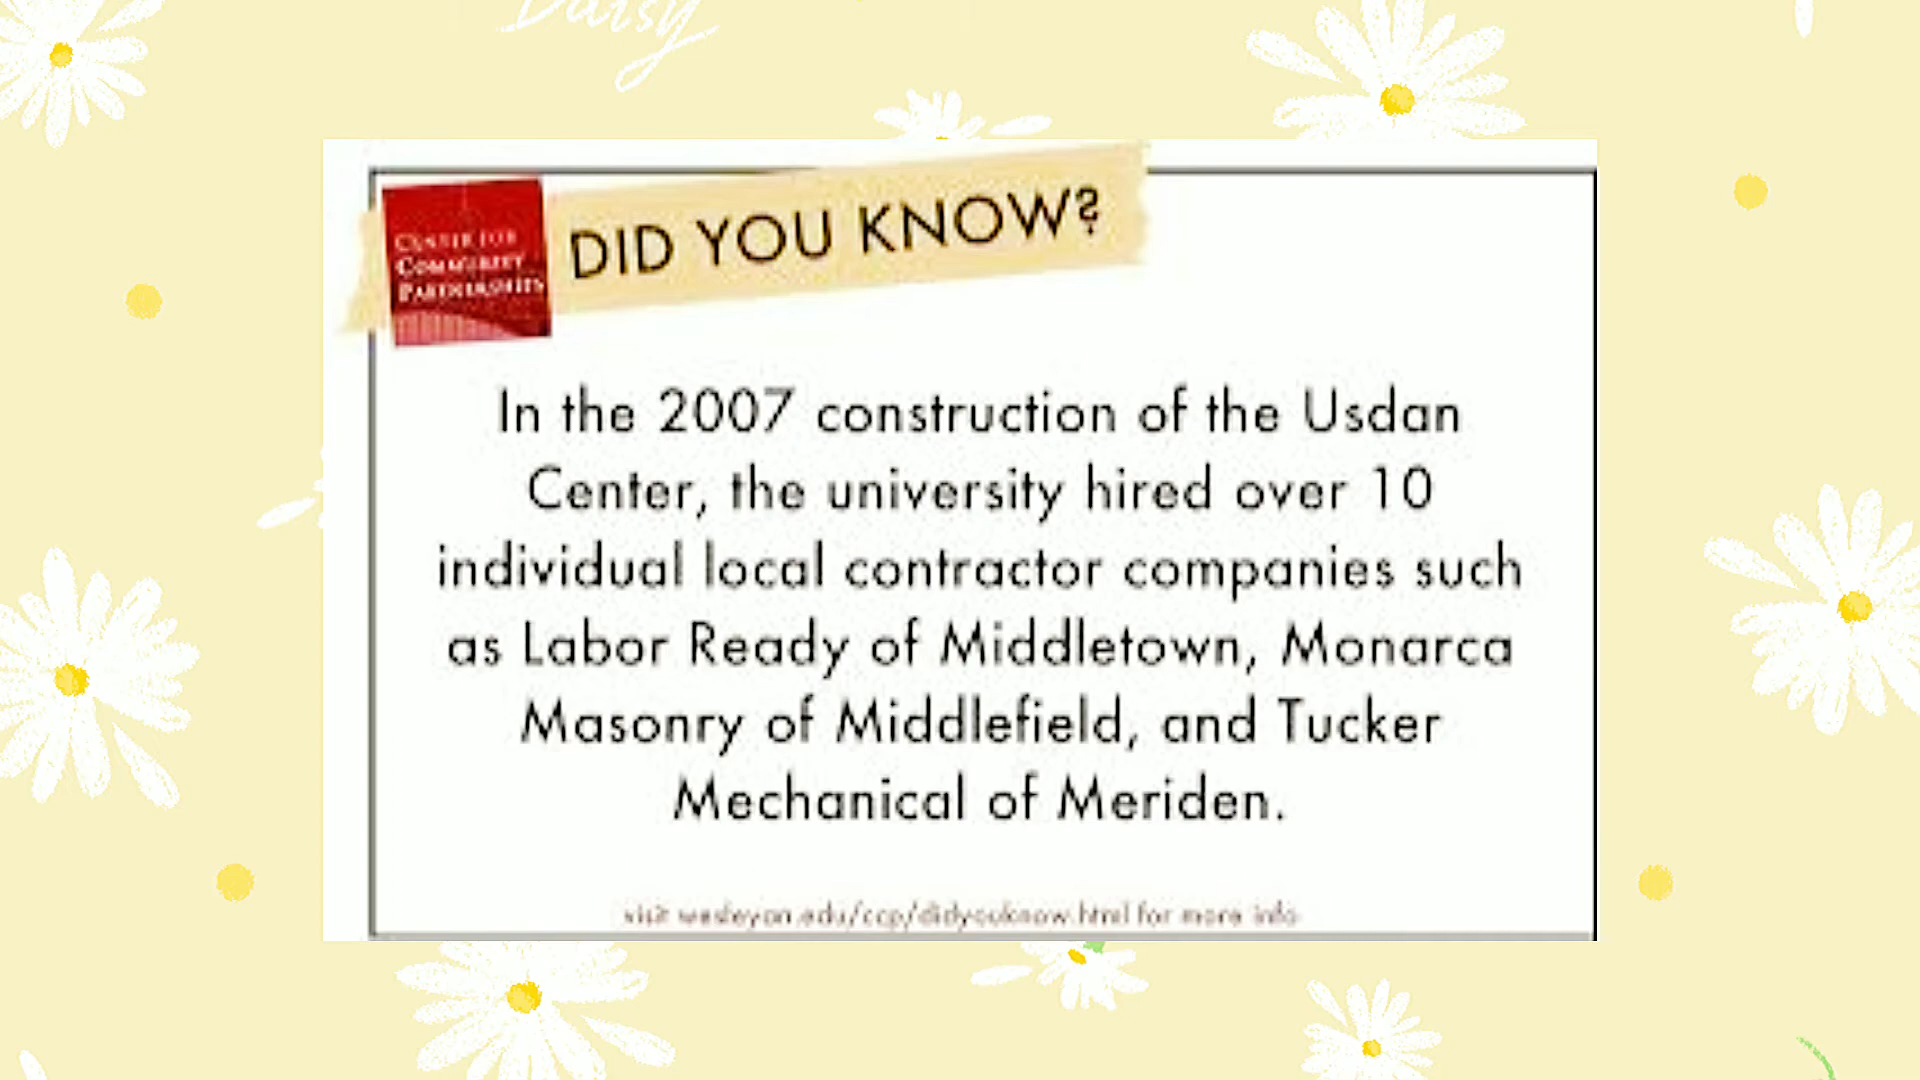 Daisy
CENTER FOR
COMMUNITY
PARTNERSHIPS
DID YOU KNOW?
In the 2007 construction of the Usdan
Center, the university hired over 10
individual local contractor companies such
as Labor Ready of Middletown, Monarca
Masonry of Middlefield, and Tucker
Mechanical of Meriden.
visit wesleyan.edu/ccp/didyouknow.html for more info